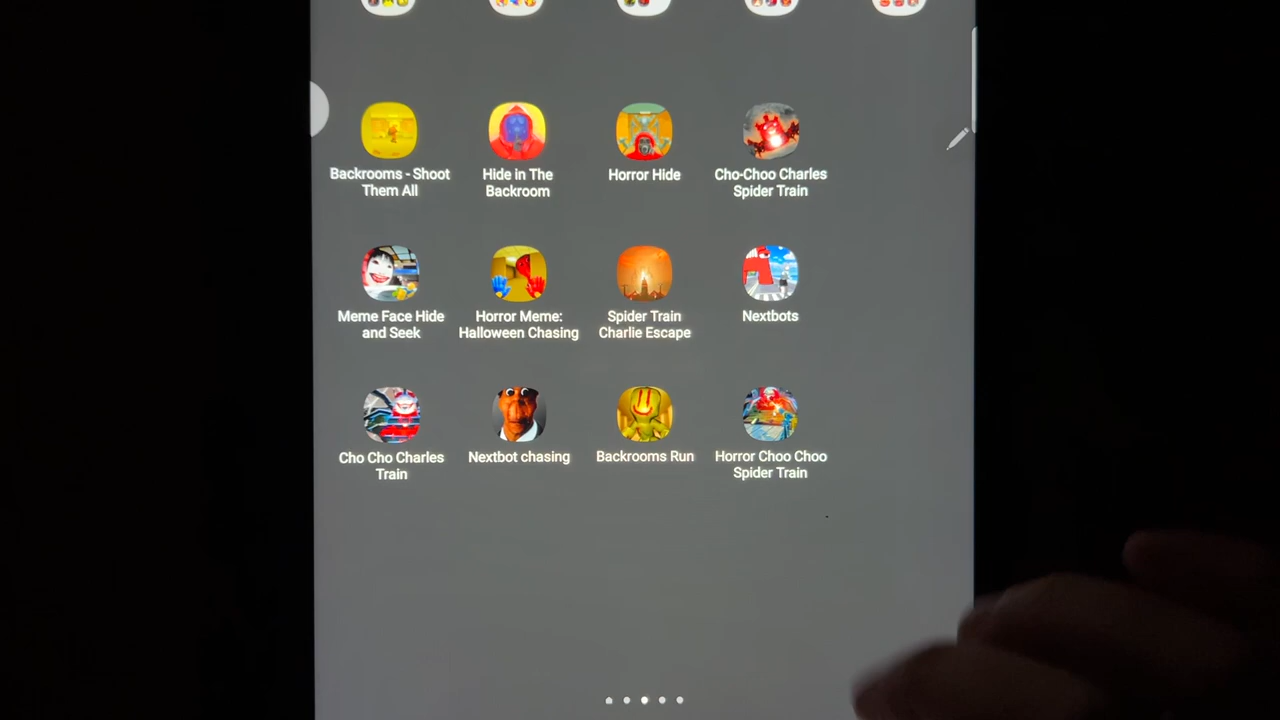 Backrooms - Shoot
Them All
Hide in The
Backroom
Horror Hide
Cho-Choo Charles
Spider Train
Meme Face Hide
and Seek
Horror Meme:
Halloween Chasing
Spider Train
Charlie Escape
Nextbots
Cho Cho Charles
Train
Nextbot chasing
Backrooms Run
Horror Choo Choo
Spider Train